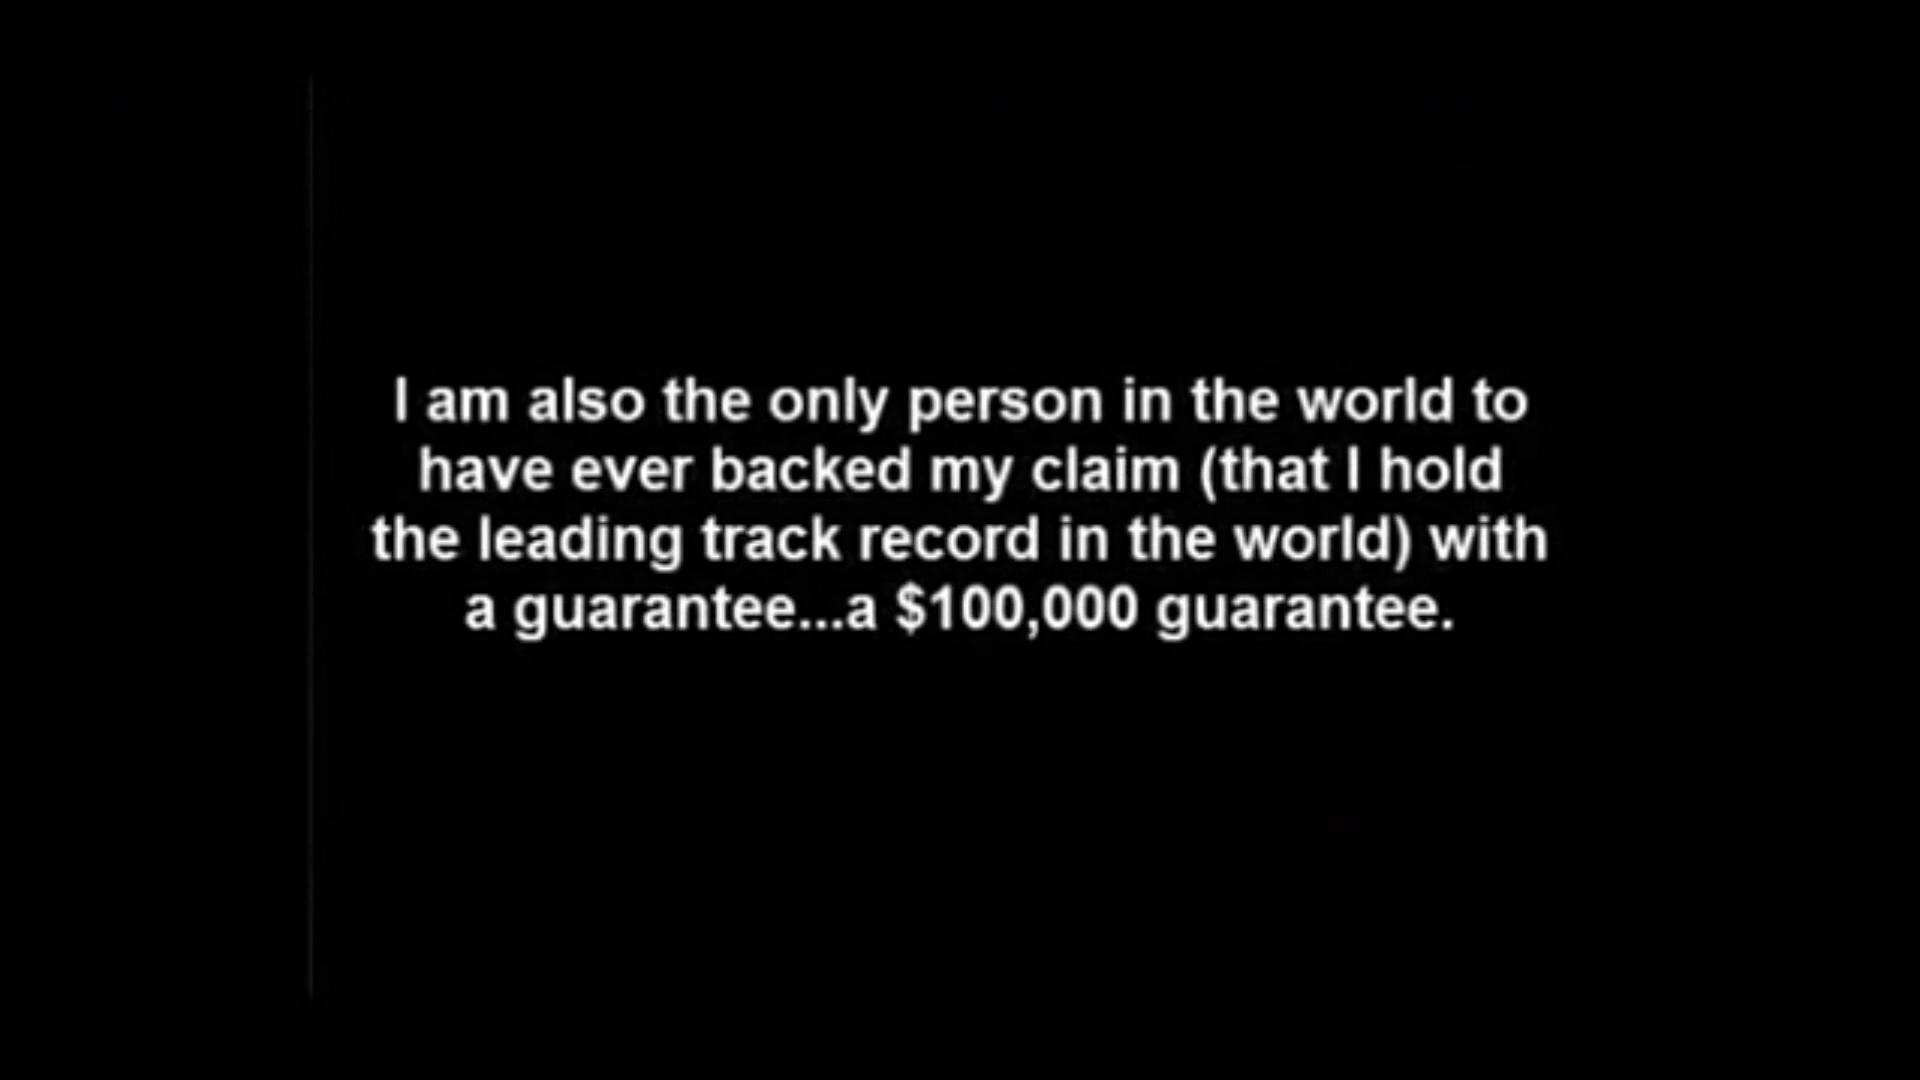 I am also the only person in the world to
have ever backed my claim (that I hold
the leading track record in the world) with
a guarantee...a $100,000 guarantee.